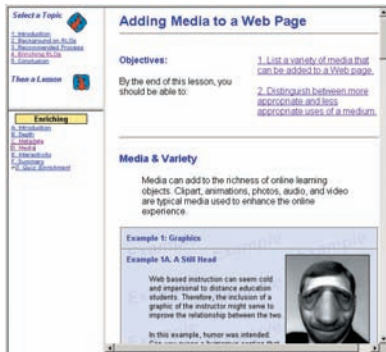 Select a Topic
1. Introduction
2. Background on RLOs
3. Recommended Process
4. Enriching RLOs
5. Conclusion
Then a Lesson
Enriching
A. Introduction
B. Depth
C. Metadata
D. Media
E. Interactivity
F. Summary
Quiz Enrichment
Adding Media to a Web Page
Objectives:
By the end of this lesson, you
should be able to:
1. List a variety of media that
can be added to a Web page.
2. Distinguish between more
appropriate and less
appropriate uses of a medium.
Media & Variety
Media can add to the richness of online learning
objects. Clipart, animations, photos, audio, and video
are typical media used to enhance the online
experience.
Example 1: Graphics
Example 1A. A Still Head
Web based instruction can seem cold
and impersonal to distance education
students. Therefore, the inclusion of a
graphic of the instructor might serve to
improve the relationship between the two.
In this example, humor was intended.